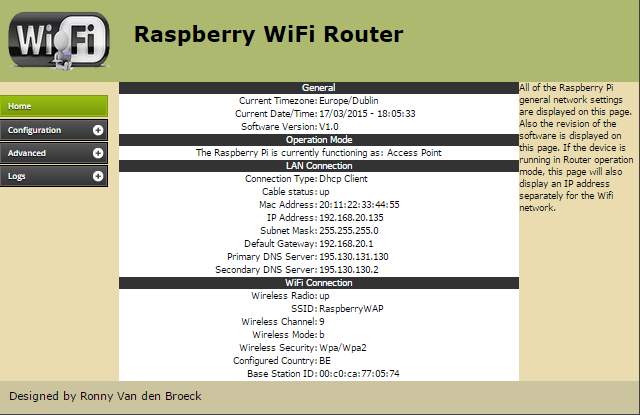 WiFi
Raspberry WiFi Router
Home
Configuration
Advanced
Logs
General
Current Timezone: Europe/Dublin
Current Date/Time: 17/03/2015 - 18:05:33
Software Version: V1.0
Operation Mode
The Raspberry Pi is currently functioning as: Access Point
LAN Connection
Connection Type: Dhcp Client
Cable status: up
Mac Address: 20:11:22:33:44:55
IP Address: 192.168.20.135
Subnet Mask: 255.255.255.0
Default Gateway: 192.168.20.1
Primary DNS Server: 195.130.131.130
Secondary DNS Server: 195.130.130.2
WiFi Connection
Wireless Radio: up
SSID: RaspberryWAP
Wireless Channel: 9
Wireless Mode: b
Wireless Security: Wpa/Wpa2
Configured Country: BE
Base Station ID: 00:c0:ca:77:05:74
All of the Raspberry Pi
general network settings
are displayed on this page.
Also the revision of the
software is displayed on
this page. If the device is
running in Router operation
mode, this page will also
display an IP address
separately for the Wifi
network.
Designed by Ronny Van den Broeck